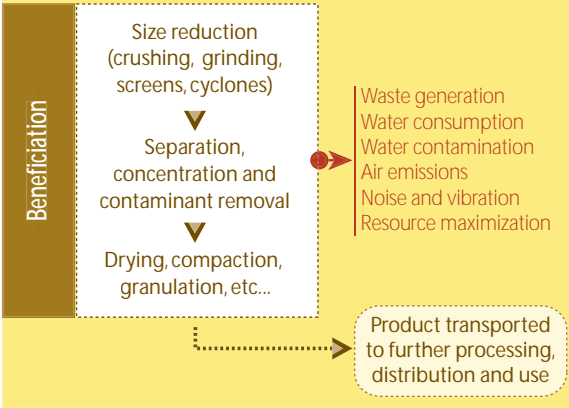 Beneficiation
Size reduction
(crushing, grinding,
screens, cyclones)
Separation,
concentration and
contaminant removal
Drying, compaction,
granulation, etc...
Waste generation
Water consumption
Water contamination
Air emissions
Noise and vibration
Resource maximization
Product transported
to further processing,
distribution and use